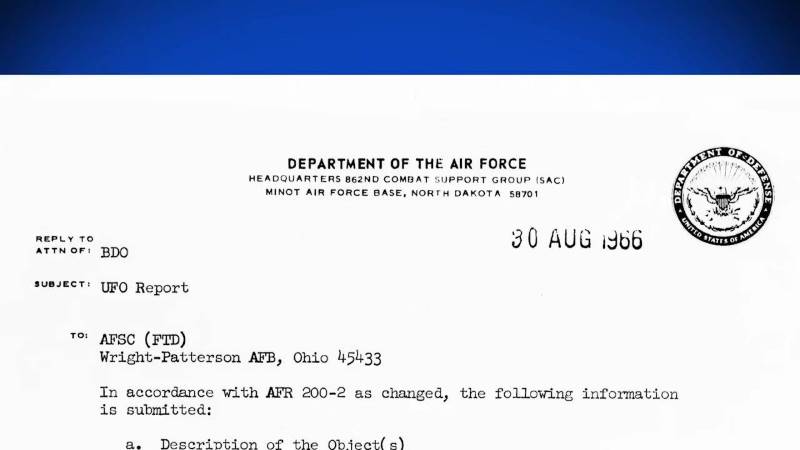 DEPARTMENT OF THE AIR FORCE
HEADQUARTERS 862ND COMBAT SUPPORT GROUP (SAC)
MINOT AIR FORCE BASE, NORTH DAKOTA 58701
DEPARTMENT OF DEFENSE
UNITED STATES OF AMERICA
30 AUG 1966
REPLY TO
ATTN OF: BDO
SUBJECT: UFO Report
TO: AFSC (FTD)
Wright-Patterson AFB, Ohio 45433
In accordance with AFR 200-2 as changed, the following information
is submitted:
a. Description of the Object(s)